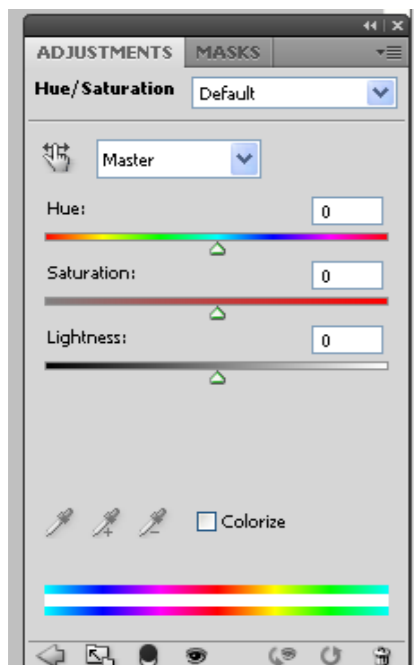 ADJUSTMENTS MASKS
Hue/Saturation Default
Master
Hue: 0
Saturation: 0
Lightness: 0
Colorize